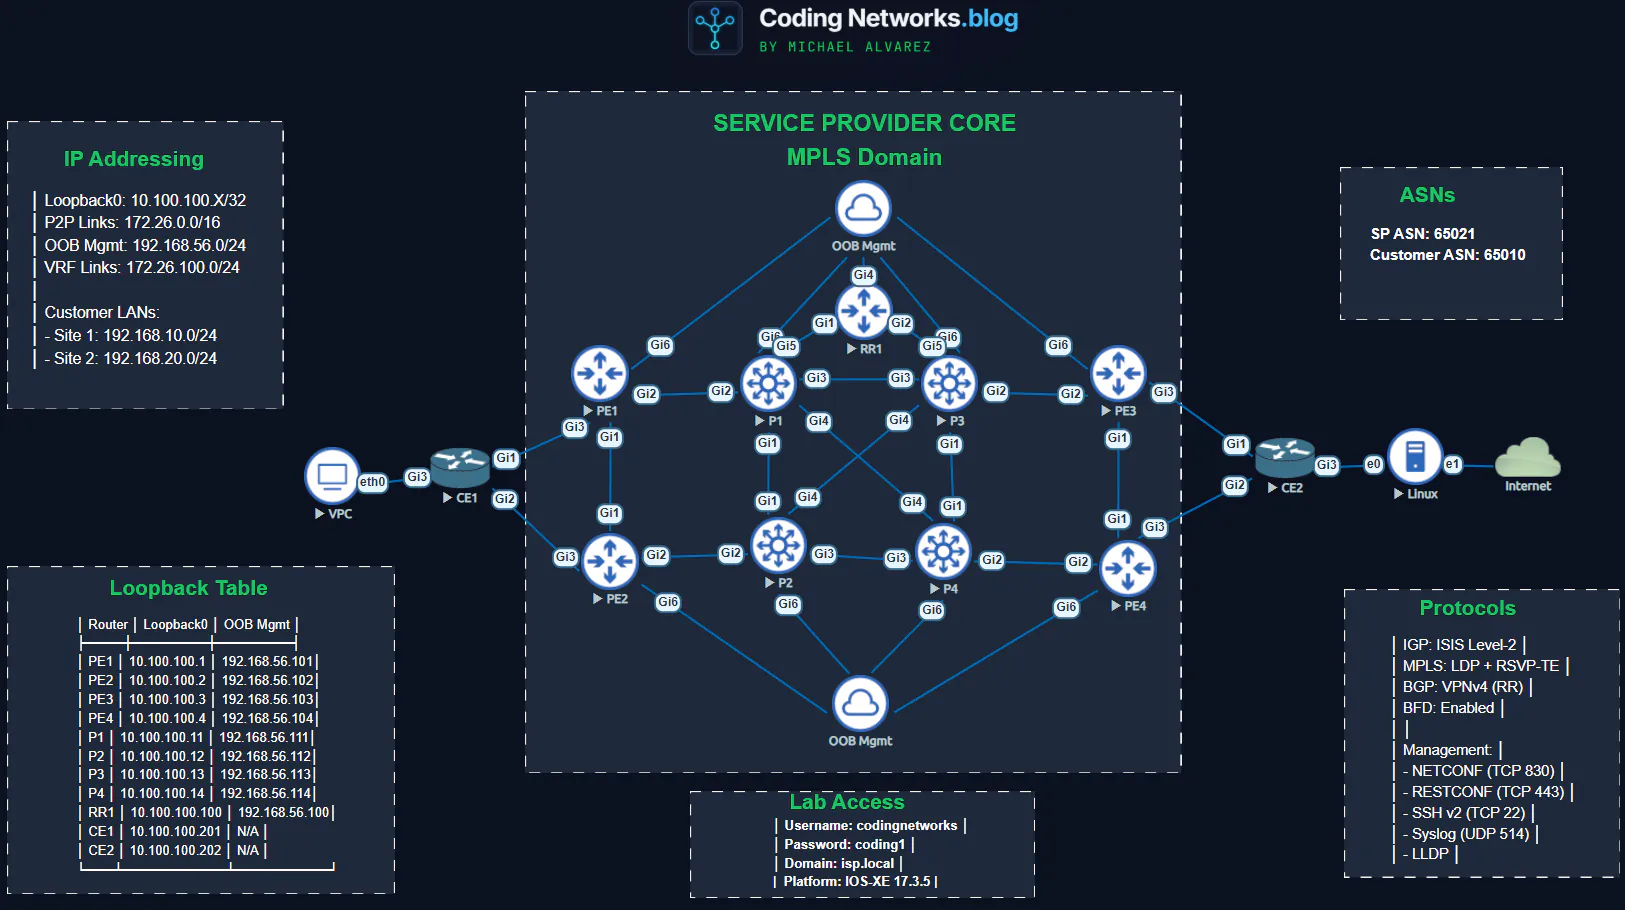 Coding Networks.blog
BY MICHAEL ALVAREZ
IP Addressing
| Loopback0: 10.100.100.X/32
| P2P Links: 172.26.0.0/16
| OOB Mgmt: 192.168.56.0/24
| VRF Links: 172.26.100.0/24
|
| Customer LANs:
| - Site 1: 192.168.10.0/24
| - Site 2: 192.168.20.0/24
SERVICE PROVIDER CORE
MPLS Domain
OOB Mgmt
Gi4
Gi1
Gi2
RR1
Gi6
Gi6
Gi5
Gi5
Gi6
Gi6
Gi2
Gi2
Gi3
Gi3
Gi2
Gi2
Gi3
PE1
P1
P3
PE3
Gi3
Gi1
Gi4
Gi4
Gi1
Gi1
Gi1
Gi1
Gi1
eth0
Gi3
CE1
Gi2
VPC
Gi2
CE2
Gi3
e0
Linux
e1
Internet
Gi1
Gi1
Gi4
Gi4
Gi1
Gi1
Gi3
Gi3
Gi2
Gi2
Gi3
Gi3
Gi2
Gi2
PE2
P2
P4
PE4
Gi6
Gi6
Gi6
Gi6
OOB Mgmt
ASNs
SP ASN: 65021
Customer ASN: 65010
Loopback Table
| Router | Loopback0 | OOB Mgmt |
| PE1 | 10.100.100.1 | 192.168.56.101|
| PE2 | 10.100.100.2 | 192.168.56.102|
| PE3 | 10.100.100.3 | 192.168.56.103|
| PE4 | 10.100.100.4 | 192.168.56.104|
| P1 | 10.100.100.11 | 192.168.56.111|
| P2 | 10.100.100.12 | 192.168.56.112|
| P3 | 10.100.100.13 | 192.168.56.113|
| P4 | 10.100.100.14 | 192.168.56.114|
| RR1 | 10.100.100.100 | 192.168.56.100|
| CE1 | 10.100.100.201 | N/A |
| CE2 | 10.100.100.202 | N/A |
Lab Access
| Username: codingnetworks |
| Password: coding1 |
| Domain: isp.local |
| Platform: IOS-XE 17.3.5 |
Protocols
| IGP: ISIS Level-2 |
| MPLS: LDP + RSVP-TE |
| BGP: VPNv4 (RR) |
| BFD: Enabled |
| |
| Management: |
| - NETCONF (TCP 830) |
| - RESTCONF (TCP 443) |
| - SSH v2 (TCP 22) |
| - Syslog (UDP 514) |
| - LLDP |